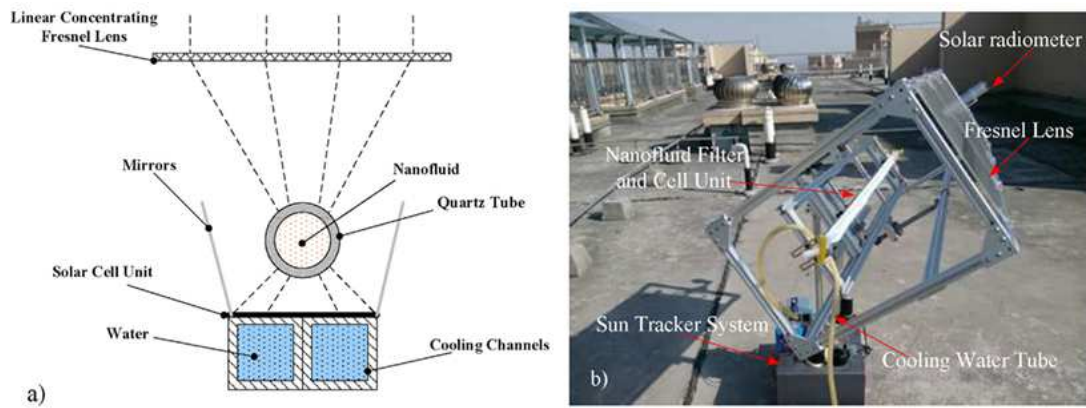 Linear Concentrating
Fresnel Lens
Mirrors
Nanofluid
Quartz Tube
Solar Cell Unit
Water
Cooling Channels
a)
Solar radiometer
Fresnel Lens
Nanofluid Filter
and Cell Unit
Sun Tracker System
Cooling Water Tube
b)